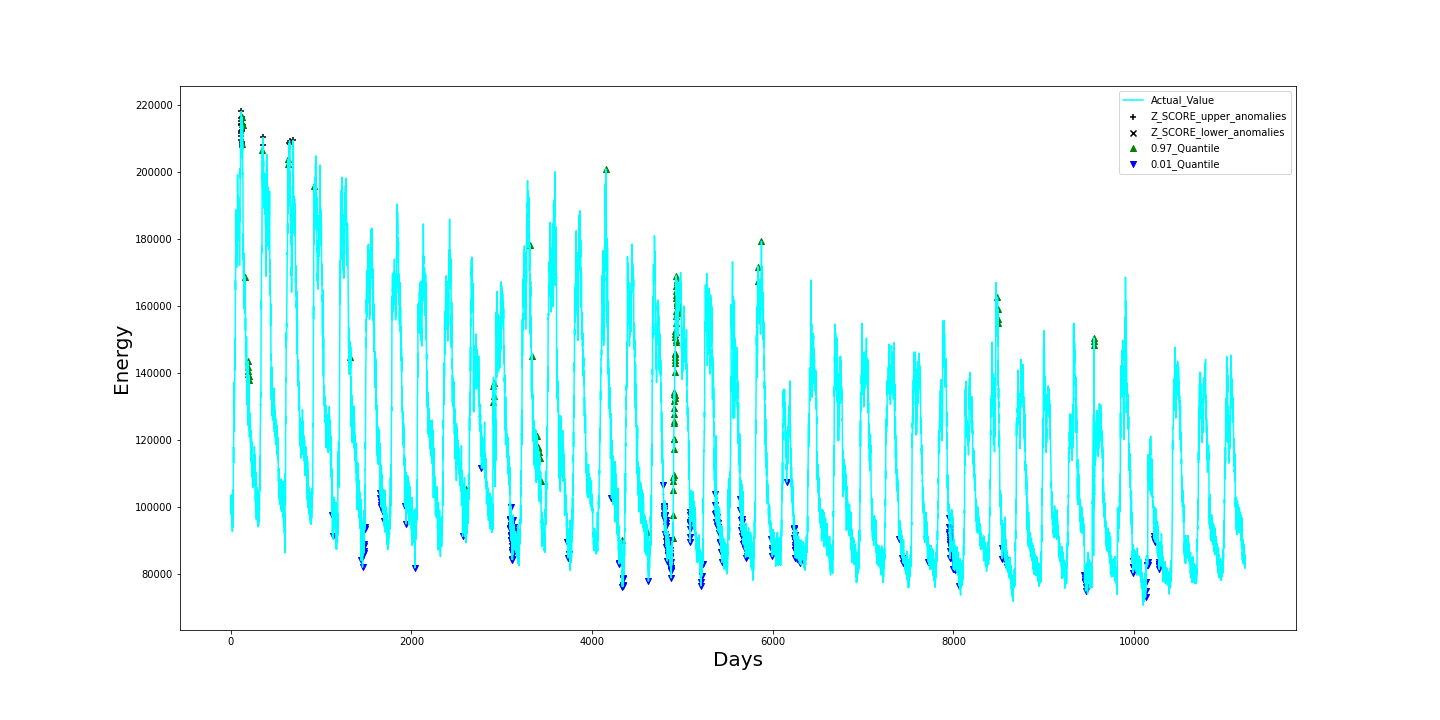 220000
200000
180000
160000
140000
120000
100000
80000
Energy
0
2000
4000
6000
8000
10000
Days
Actual_Value
Z_SCORE_upper_anomalies
Z_SCORE_lower_anomalies
0.97_Quantile
0.01_Quantile